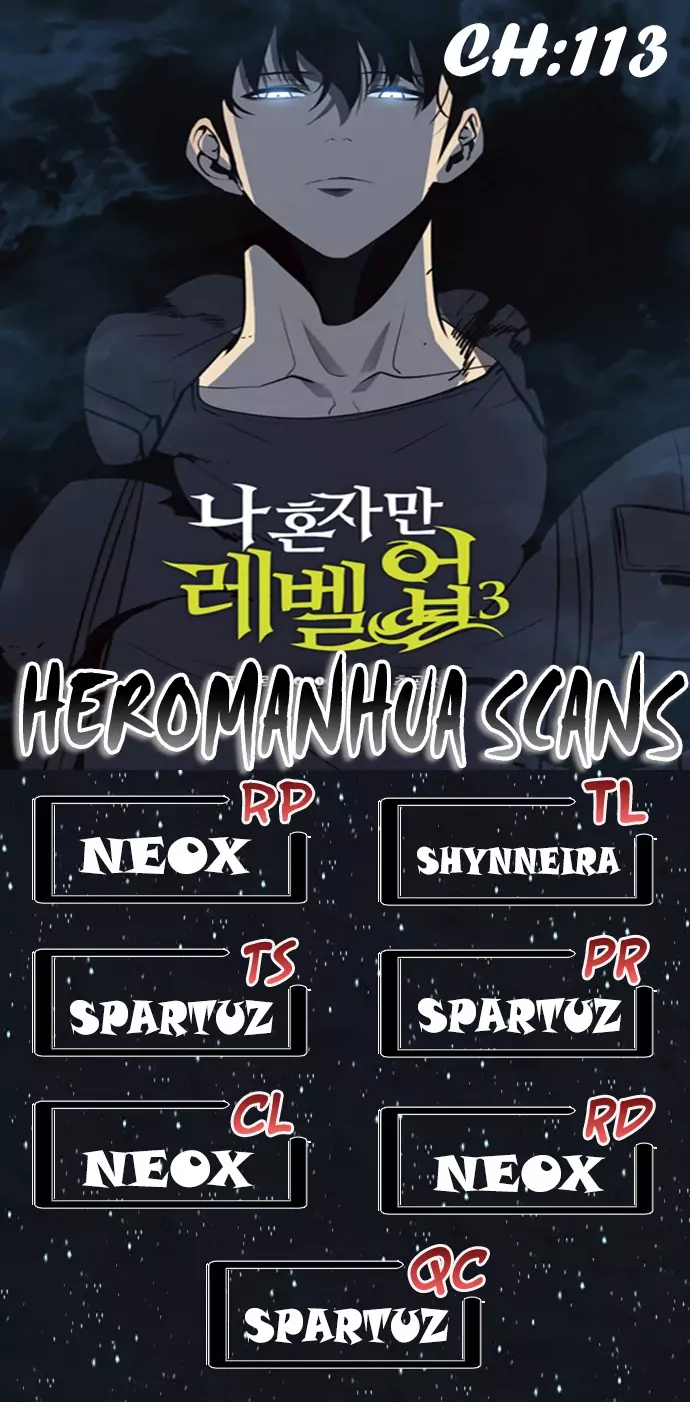 CH:113
나 혼자만
레벨업3
HEROMANHUA SCANS
RP
NEOX
TL
SHYNNEIRA
TS
SPARTUZ
PR
SPARTUZ
CL
NEOX
RD
NEOX
QC
SPARTUZ